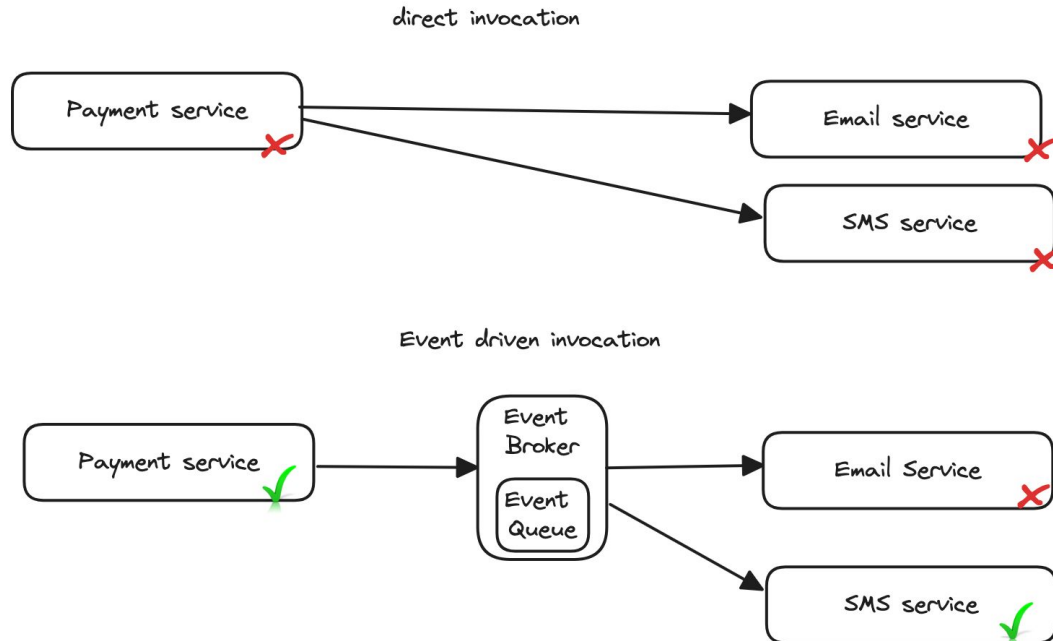 direct invocation
Payment service
Email service
SMS service
Event driven invocation
Event
Broker
Event
Queue
Payment service
Email Service
SMS service